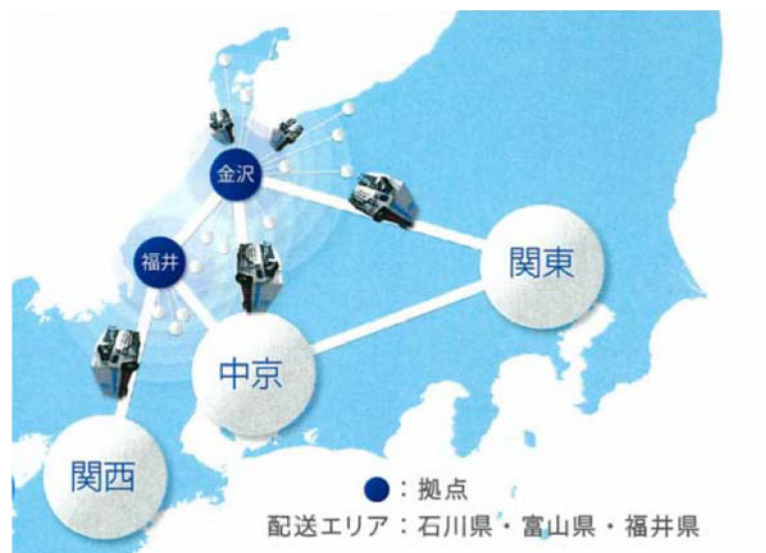 金沢
福井
関東
中京
関西
●：拠点
配送エリア：石川県・富山県・福井県